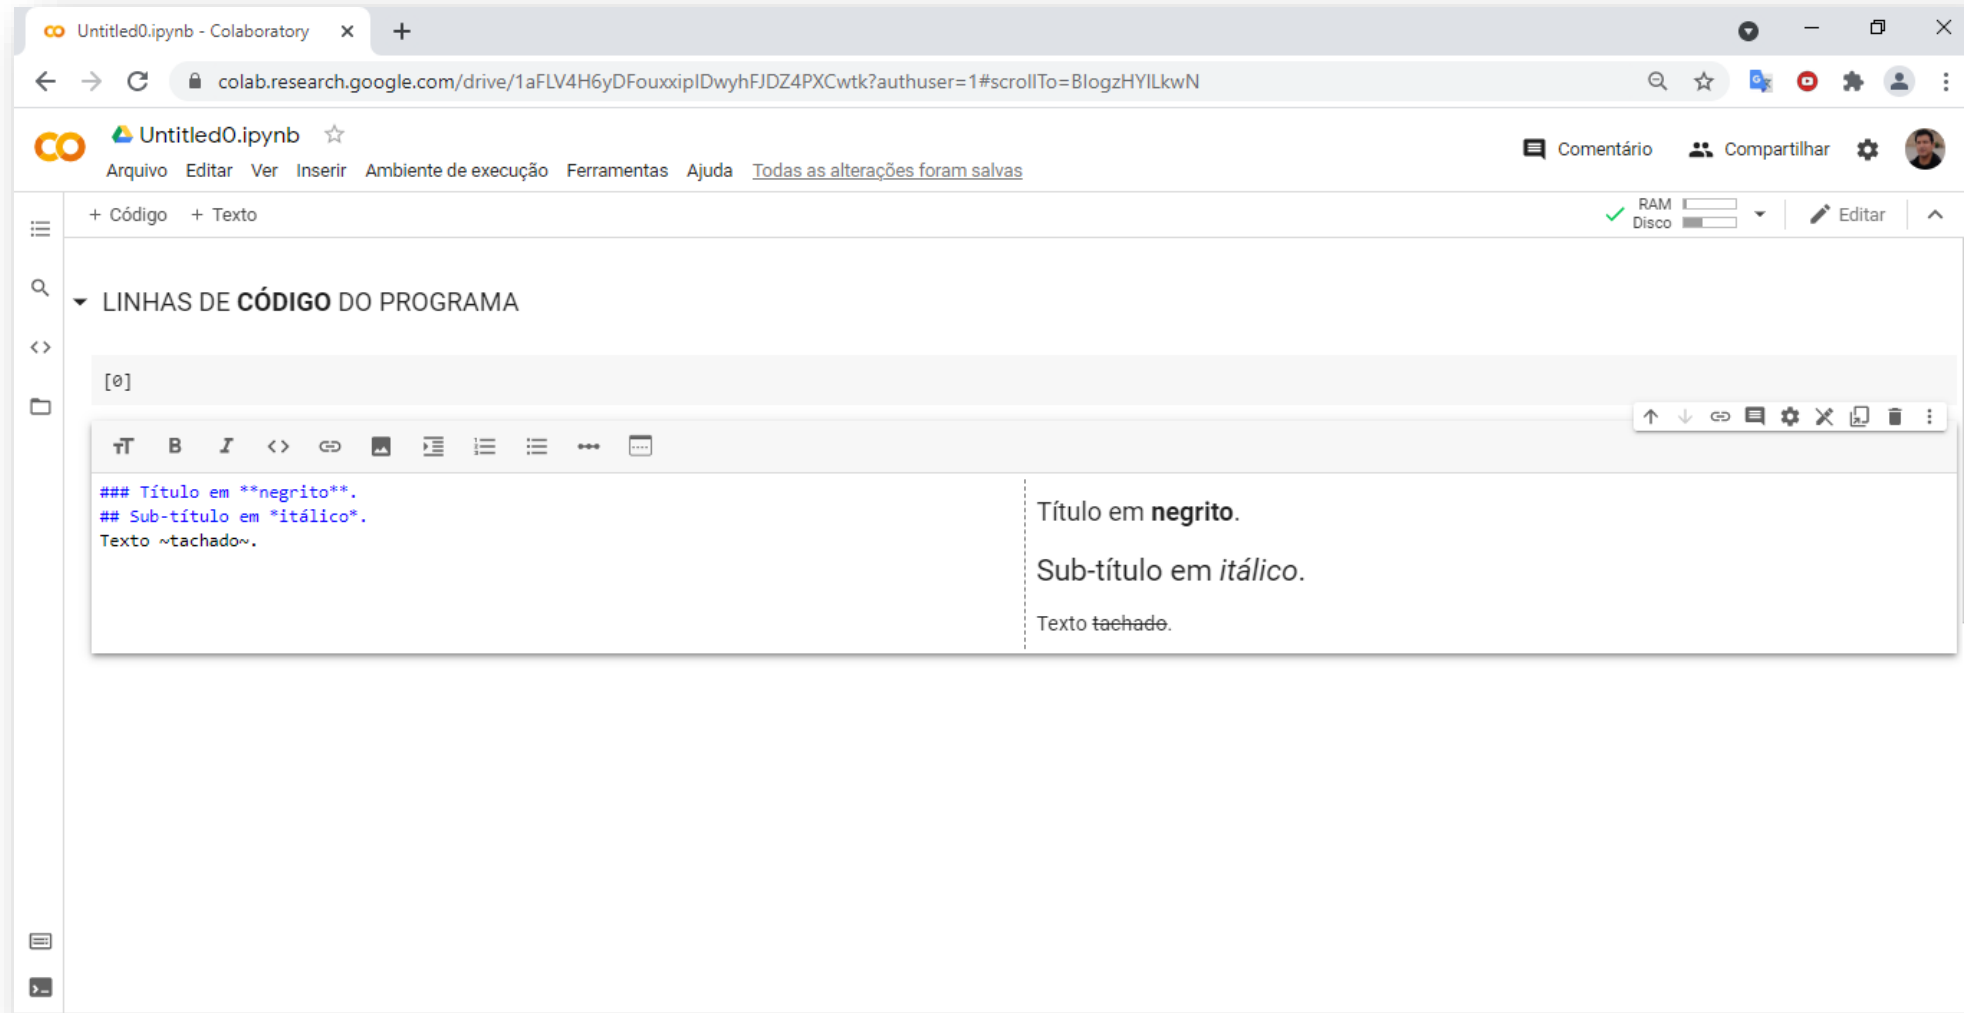 Untitled0.ipynb - Colaboratory
colab.research.google.com/drive/1aFLV4H6yDFouxxipIDwyhFJDZ4PXCwtk?authuser=1#scrollTo=BIogzHYILkwN
Untitled0.ipynb
Comentário Compartilhar
Arquivo Editar Ver Inserir Ambiente de execução Ferramentas Ajuda Todas as alterações foram salvas
+ Código + Texto
RAM
Disco
Editar
LINHAS DE CÓDIGO DO PROGRAMA
[0]
### Título em **negrito**.
## Sub-título em *itálico*.
Texto ~tachado~.
Título em negrito.
Sub-título em itálico.
Texto tachado.